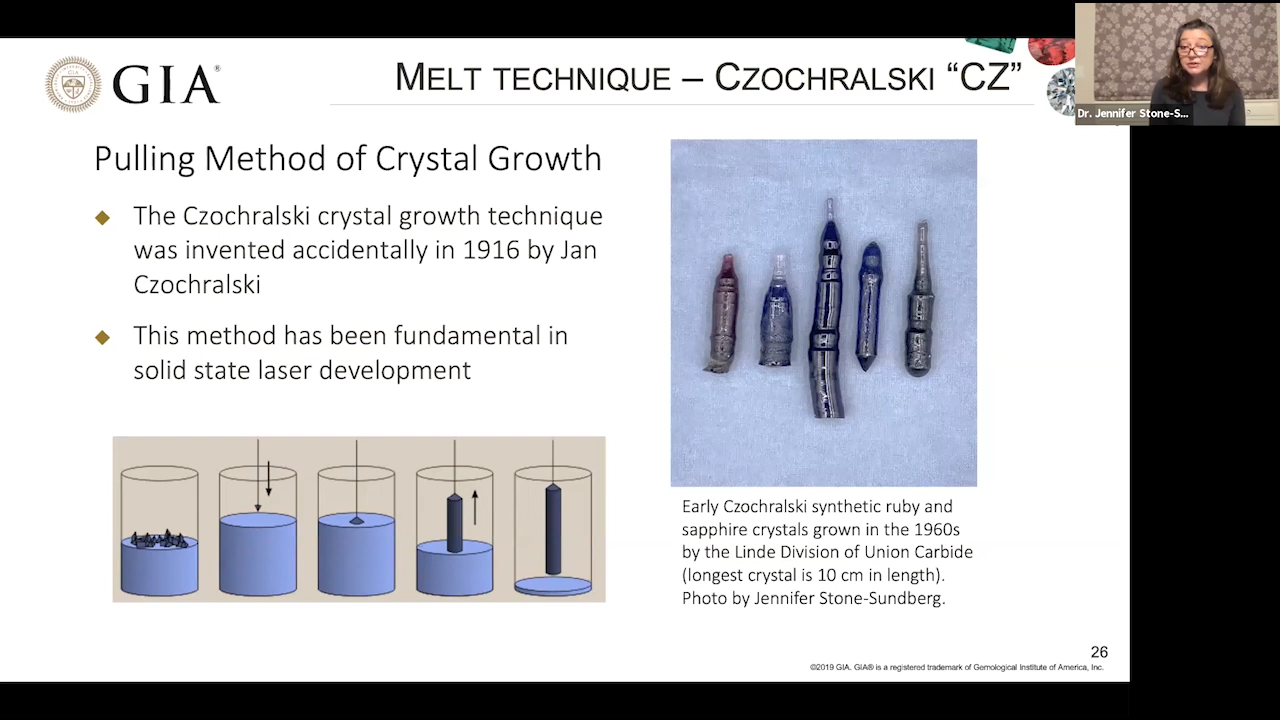 GIA®
MELT TECHNIQUE – CZOCHRALSKI “CZ”
Dr. Jennifer Stone-S...
Pulling Method of Crystal Growth
The Czochralski crystal growth technique
was invented accidentally in 1916 by Jan
Czochralski
This method has been fundamental in
solid state laser development
Early Czochralski synthetic ruby and
sapphire crystals grown in the 1960s
by the Linde Division of Union Carbide
(longest crystal is 10 cm in length).
Photo by Jennifer Stone-Sundberg.
26
©2019 GIA. GIA® is a registered trademark of Gemological Institute of America, Inc.